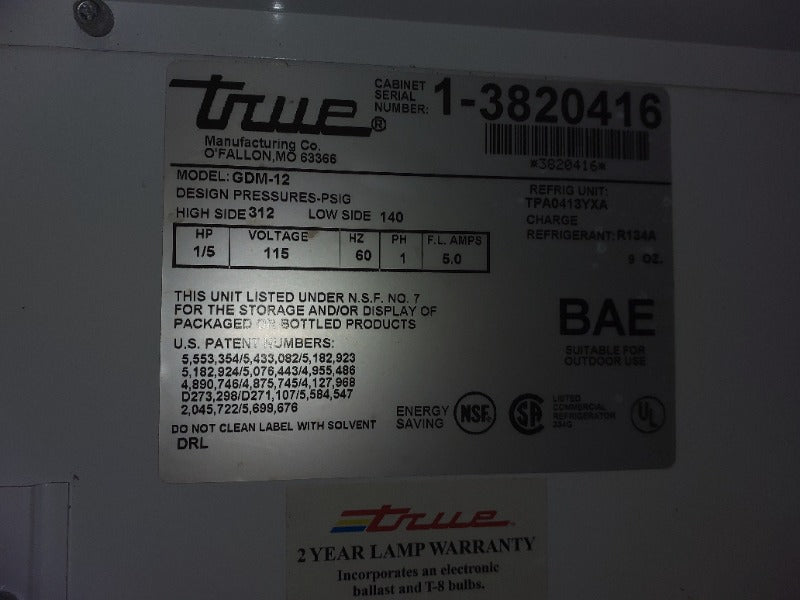 true®
Manufacturing Co.
O'FALLON, MO 63366
CABINET
SERIAL
NUMBER: 1-3820416
*3820416*
MODEL: GDM-12
DESIGN PRESSURES-PSIG
HIGH SIDE 312 LOW SIDE 140
REFRIG UNIT:
TPA0413YXA
CHARGE
REFRIGERANT: R134A
9 OZ.
HP VOLTAGE HZ PH F.L. AMPS
1/5 115 60 1 5.0
THIS UNIT LISTED UNDER N.S.F. NO. 7
FOR THE STORAGE AND/OR DISPLAY OF
PACKAGED OR BOTTLED PRODUCTS
BAE
SUITABLE FOR
OUTDOOR USE
U.S. PATENT NUMBERS:
5,553,354/5,433,082/5,182,923
5,182,924/5,076,443/4,955,486
4,890,746/4,875,745/4,127,968
D273,298/D271,107/5,584,547
2,045,722/5,699,676
DO NOT CLEAN LABEL WITH SOLVENT
DRL
ENERGY
SAVING
NSF®
SA
LISTED
COMMERCIAL
REFRIGERATOR
UL
true®
2 YEAR LAMP WARRANTY
Incorporates an electronic
ballast and T-8 bulbs.